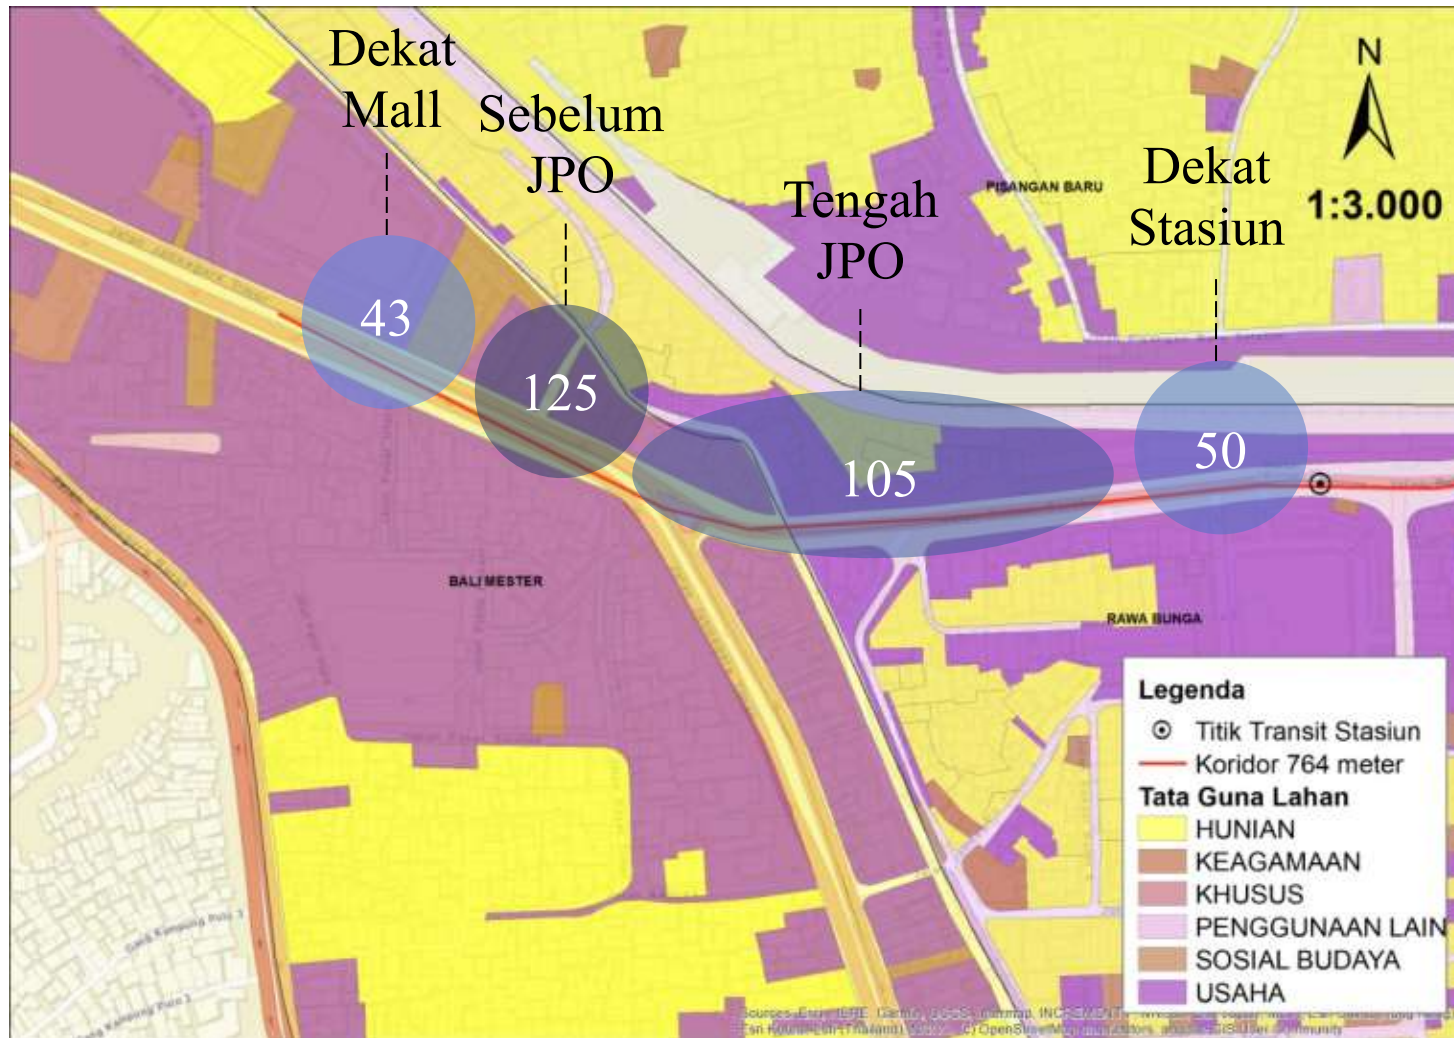 Dekat
Mall
Sebelum
JPO
Tengah
JPO
Dekat
Stasiun
N
1:3.000
PISANGAN BARU
43
125
105
50
BALI MESTER
RAWA BUNGA
Legenda
Titik Transit Stasiun
Koridor 764 meter
Tata Guna Lahan
HUNIAN
KEAGAMAAN
KHUSUS
PENGGUNAAN LAIN
SOSIAL BUDAYA
USAHA